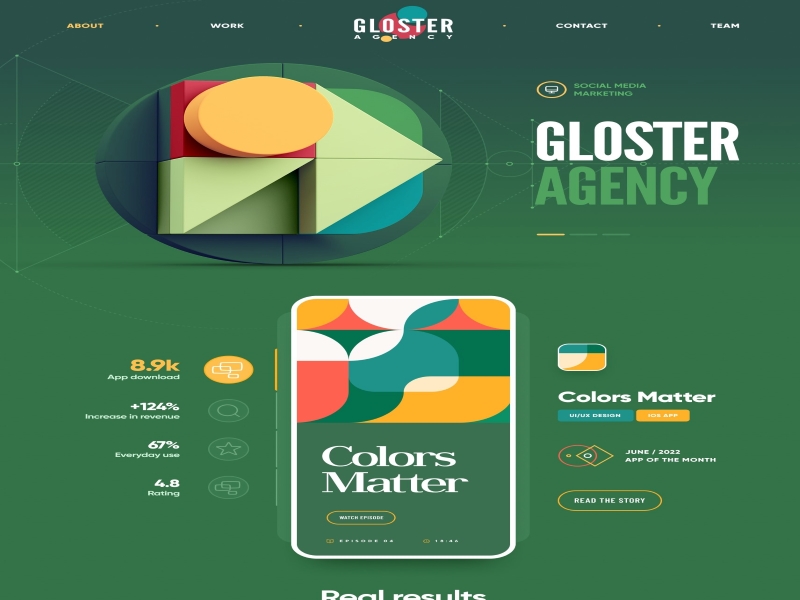 ABOUT
WORK
GLOSTER
AGENCY
CONTACT
TEAM
SOCIAL MEDIA
MARKETING
GLOSTER
AGENCY
8.9k
App download
+124%
Increase in revenue
67%
Everyday use
4.8
Rating
Colors
Matter
WATCH EPISODE
EPISODE 04
Colors Matter
UI/UX DESIGN
IOS APP
JUNE / 2022
APP OF THE MONTH
READ THE STORY
Real results